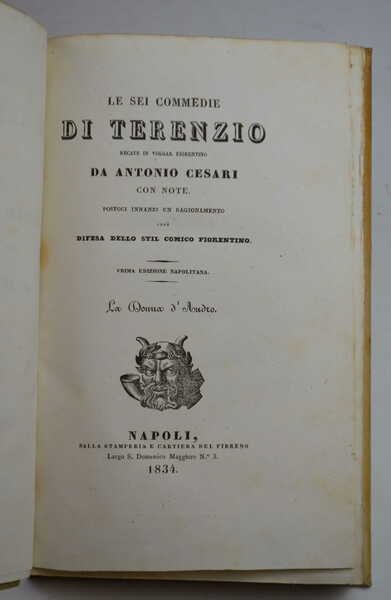 LE SEI COMMEDIE
DI TERENZIO
RECATE IN VOLGAR FIORENTINO
DA ANTONIO CESARI
CON NOTE.
POSTOCI INNANZI UN RAGIONAMENTO
OSSÌA
DIFESA DELLO STIL COMICO FIORENTINO.
PRIMA EDIZIONE NAPOLITANA.
La Donna d'Andro.
NAPOLI,
DALLA STAMPERIA E CARTIERA DEL FIBRENO
Largo S. Domenico Maggiore N.° 3.
1834.